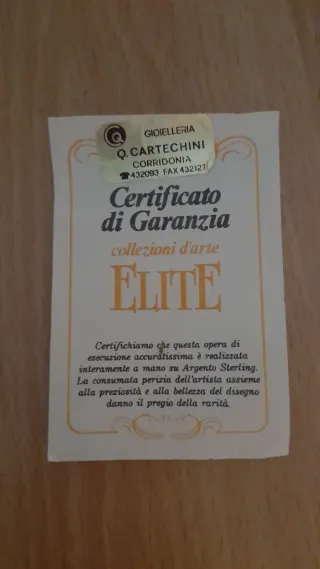 GIOIELLERIA
Q. CARTECHINI
CORRIDONIA
☎432093 FAX 432121
Certificato
di Garanzia
collezioni d'arte
ELITE
Certifichiamo che questa opera di
esecuzione accuratissima è realizzata
interamente a mano su Argento Sterling.
La consumata perizia dell'artista assieme
alla preziosità e alla bellezza del disegno
danno il pregio della rarità.